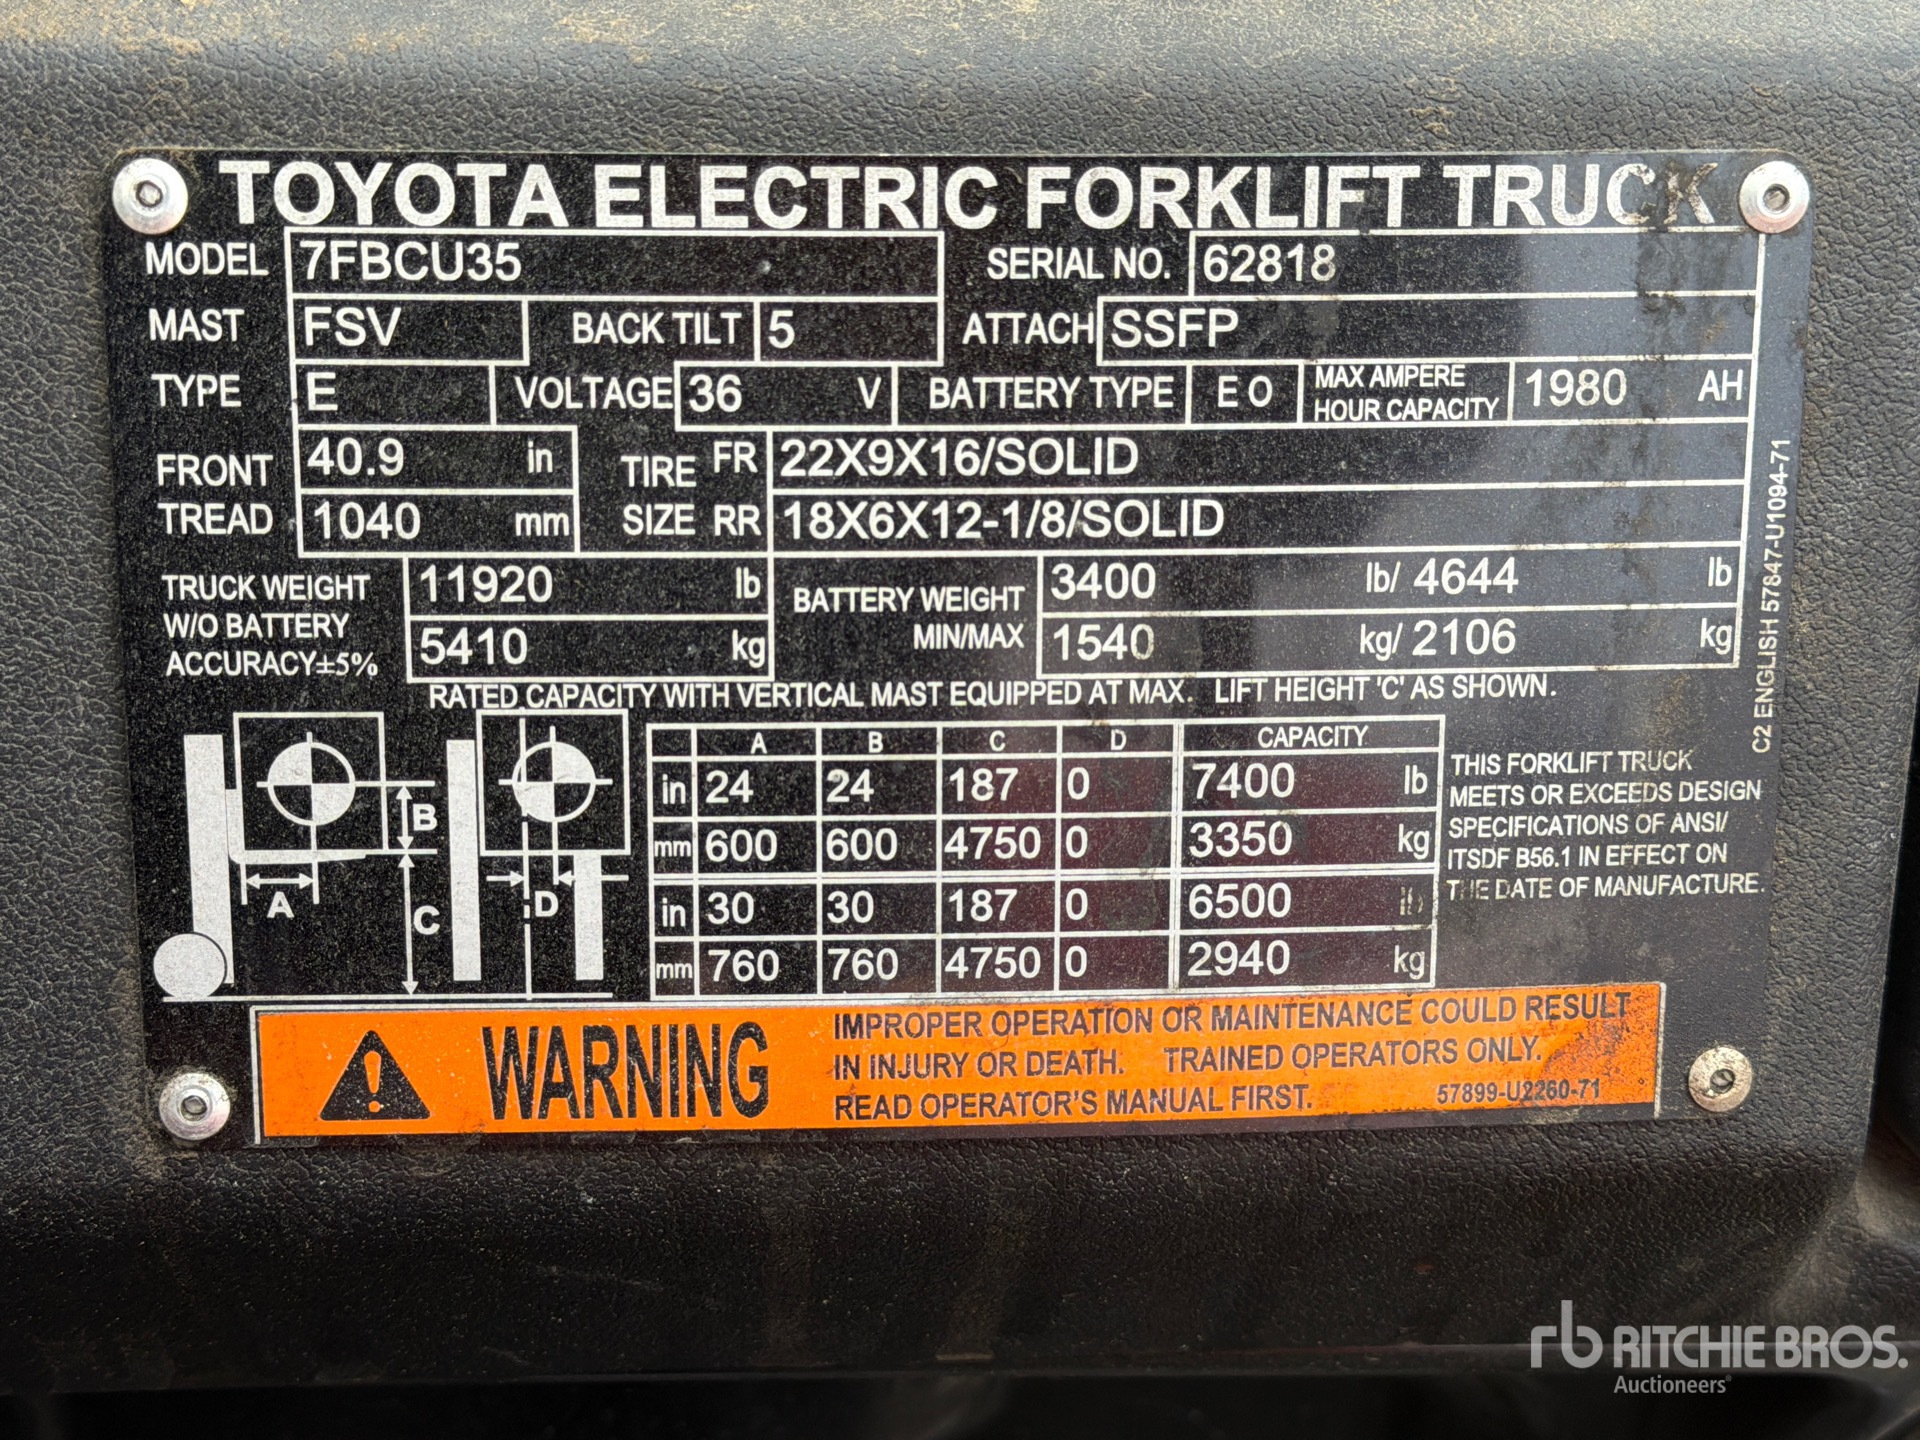 TOYOTA ELECTRIC FORKLIFT TRUCK
MODEL 7FBCU35 SERIAL NO. 62818
MAST FSV BACK TILT 5 ATTACH SSFP
TYPE E VOLTAGE 36 V BATTERY TYPE E O MAX AMPERE HOUR CAPACITY 1980 AH
FRONT TREAD 40.9 in TIRE SIZE FR 22X9X16/SOLID
1040 mm RR 18X6X12-1/8/SOLID
TRUCK WEIGHT W/O BATTERY ACCURACY±5% 11920 lb BATTERY WEIGHT MIN/MAX 3400 lb/ 4644 lb
5410 kg 1540 kg/ 2106 kg
RATED CAPACITY WITH VERTICAL MAST EQUIPPED AT MAX. LIFT HEIGHT 'C' AS SHOWN.
A B C D CAPACITY
in 24 24 187 0 7400 lb
mm 600 600 4750 0 3350 kg
in 30 30 187 0 6500 lb
mm 760 760 4750 0 2940 kg
B
A
C
D
THIS FORKLIFT TRUCK
MEETS OR EXCEEDS DESIGN
SPECIFICATIONS OF ANSI/
ITSDF B56.1 IN EFFECT ON
THE DATE OF MANUFACTURE.
C2 ENGLISH 57847-U1094-71
WARNING
IMPROPER OPERATION OR MAINTENANCE COULD RESULT
IN INJURY OR DEATH. TRAINED OPERATORS ONLY.
READ OPERATOR'S MANUAL FIRST. 57899-U2260-71
rb RITCHIE BROS.
Auctioneers